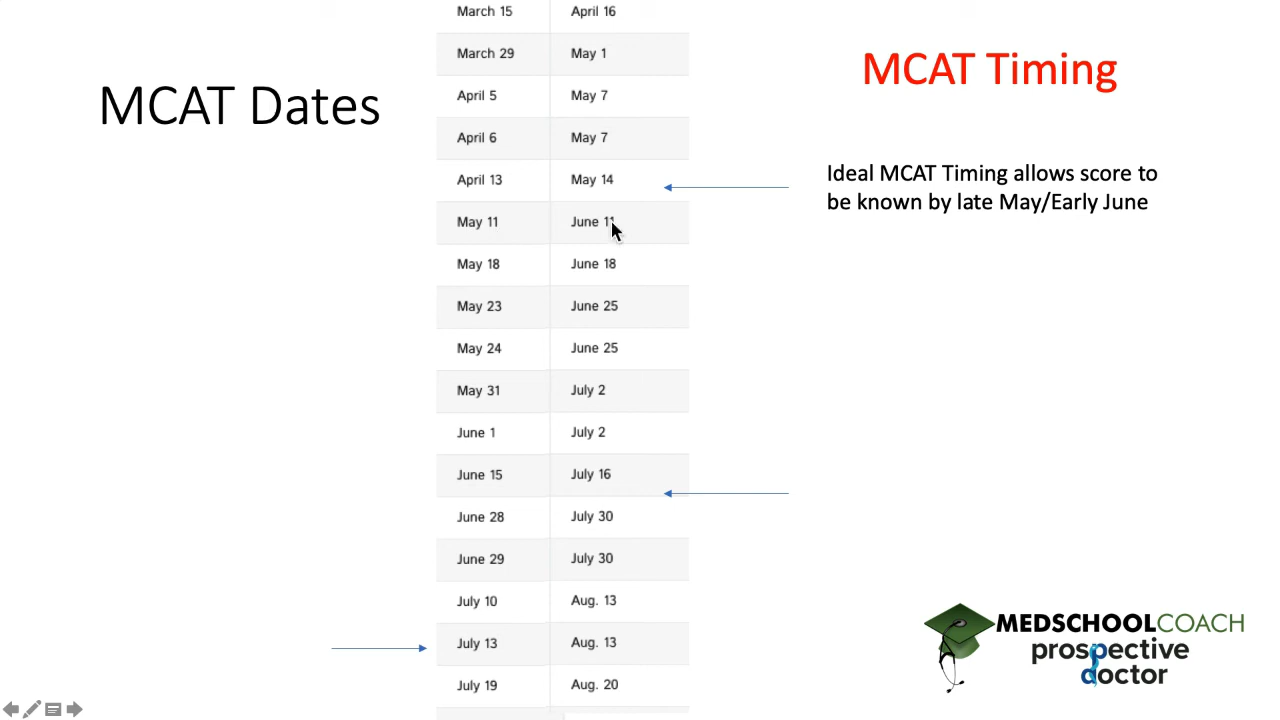 MCAT Dates
March 15 April 16
March 29 May 1
April 5 May 7
April 6 May 7
April 13 May 14
May 11 June 11
May 18 June 18
May 23 June 25
May 24 June 25
May 31 July 2
June 1 July 2
June 15 July 16
June 28 July 30
June 29 July 30
July 10 Aug. 13
July 13 Aug. 13
July 19 Aug. 20
MCAT Timing
Ideal MCAT Timing allows score to
be known by late May/Early June
MEDSCHOOLCOACH
prospective
doctor